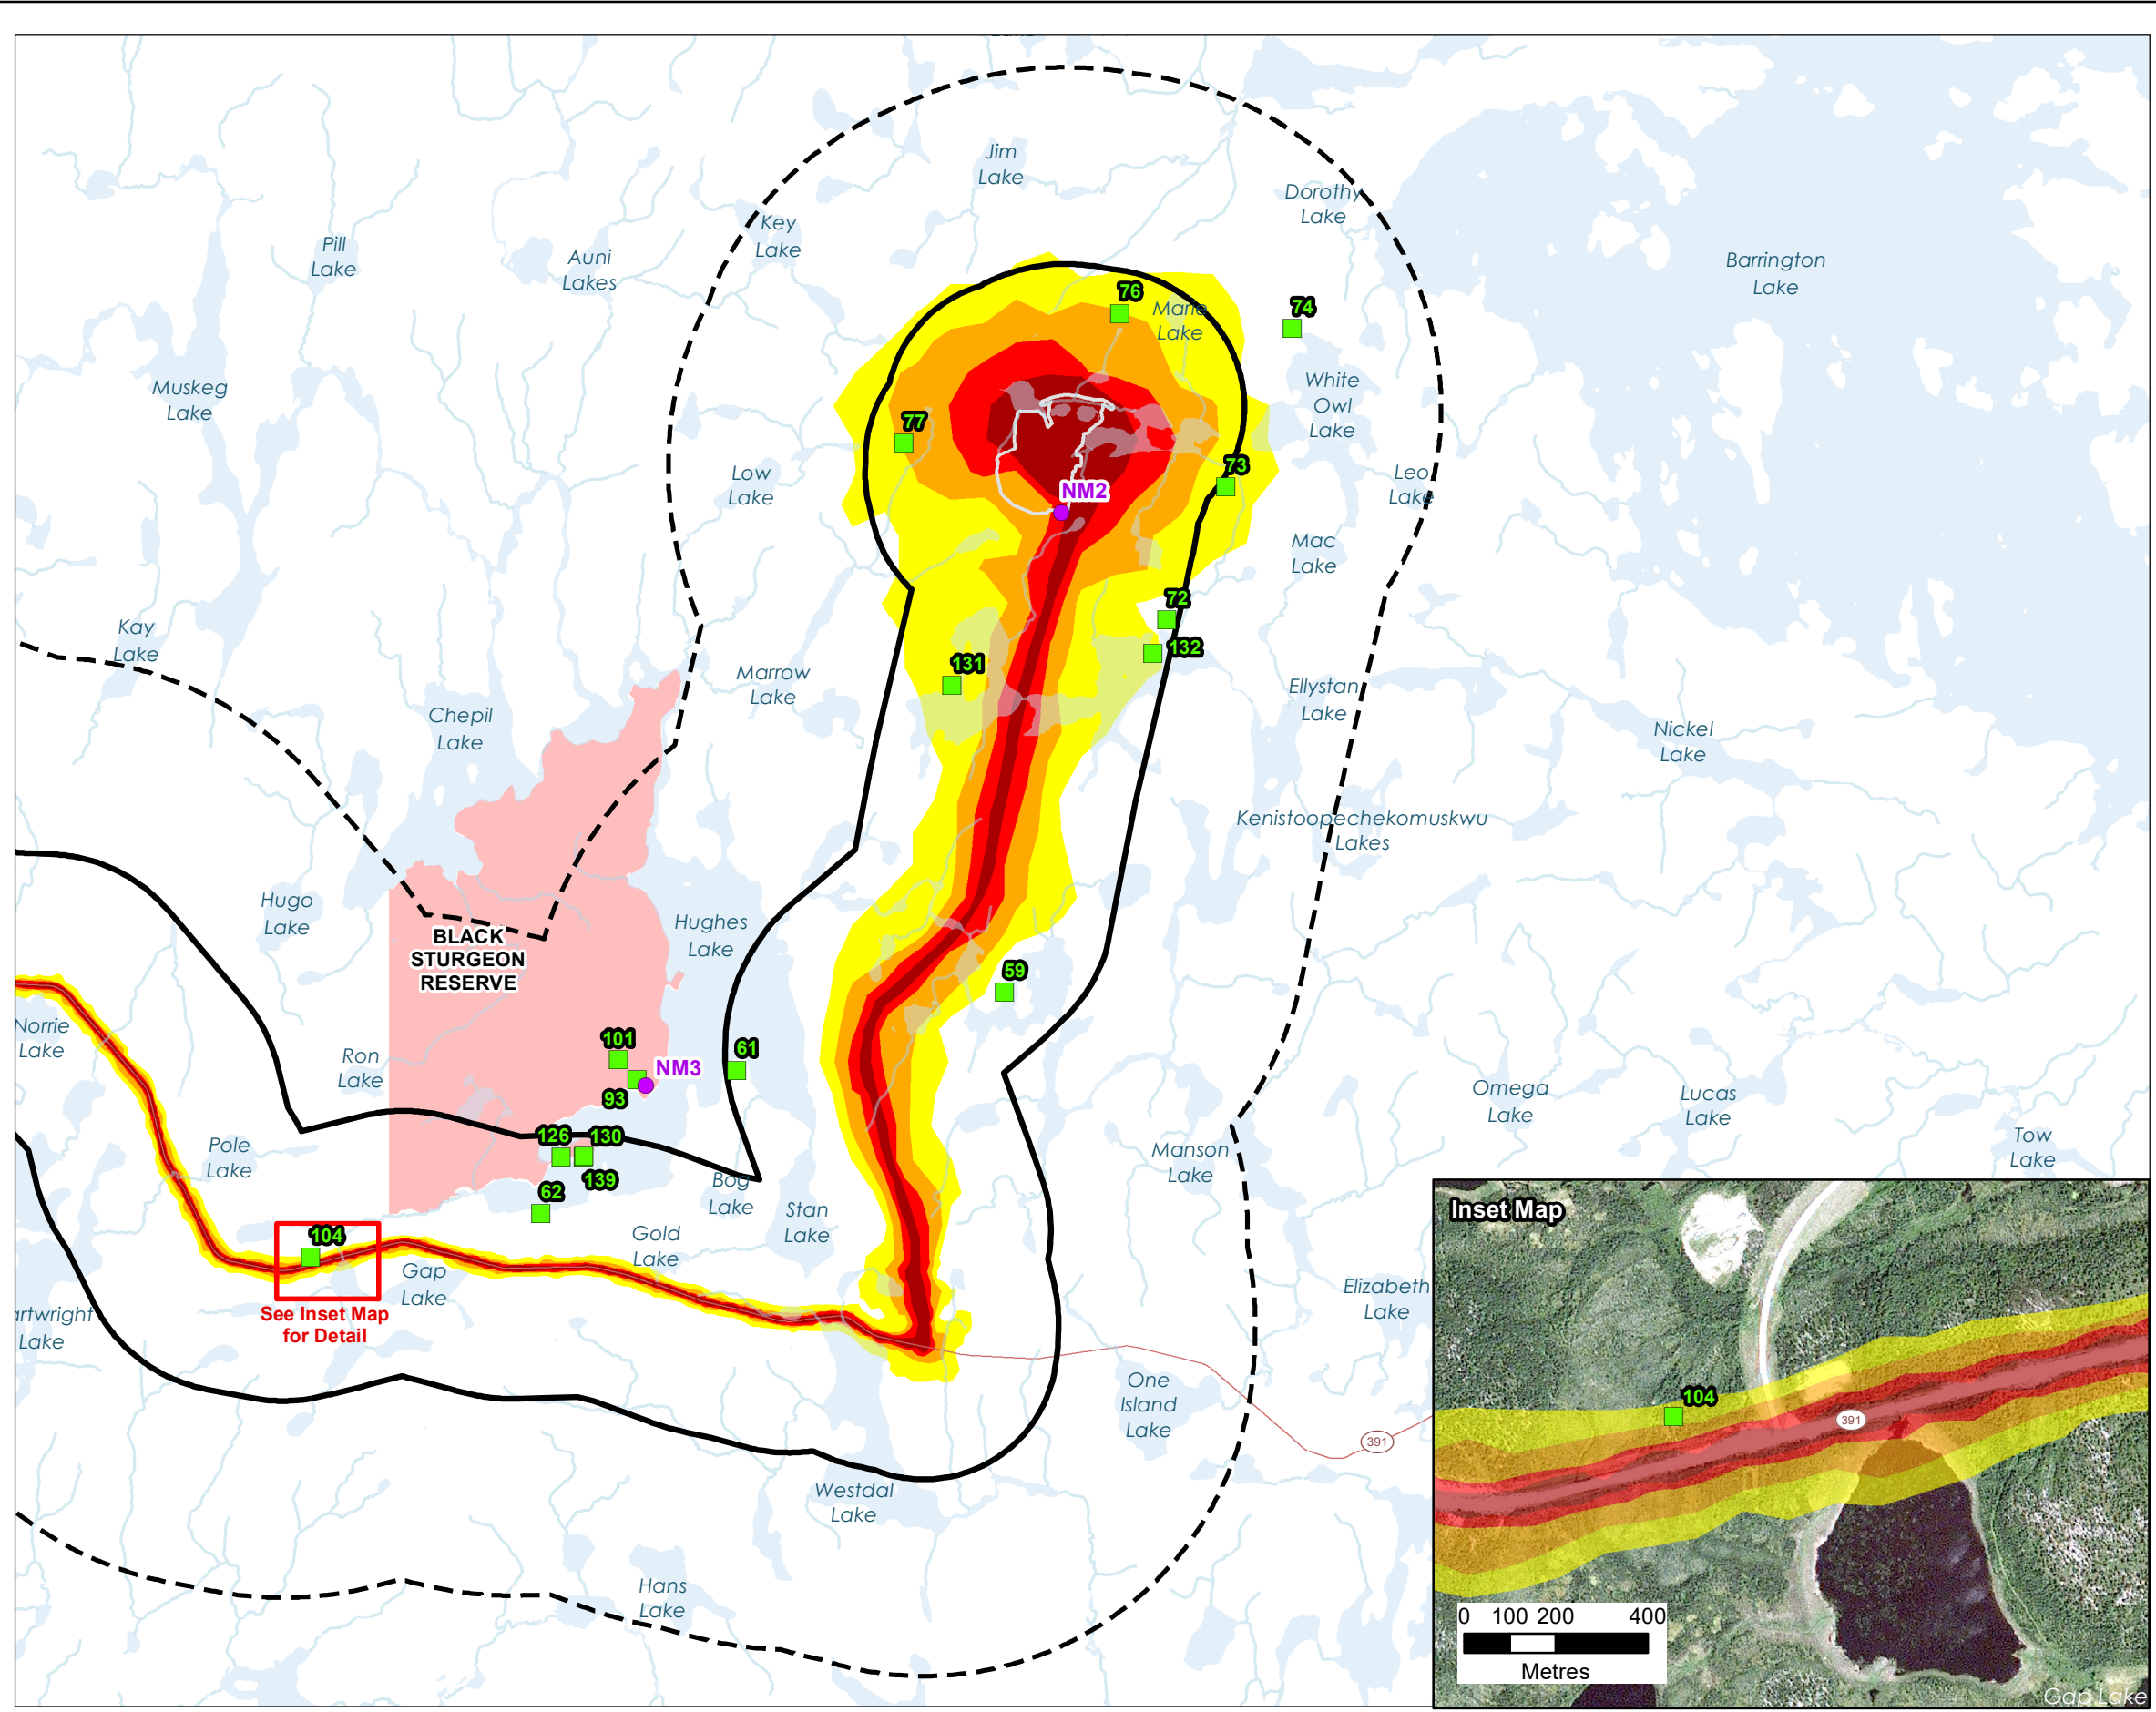 Lake
Jim
Lake
Dorothy
Lake
Key
Lake
Pill
Lake
Auni
Lakes
Barrington
Lake
76
Marie
Lake
74
Muskeg
Lake
White
Owl
Lake
77
73
Low
Lake
NM2
Leo
Lake
Mac
Lake
72
132
Kay
Lake
131
Marrow
Lake
Ellystan
Lake
Chepil
Lake
Nickel
Lake
Kenistoopechekomuskwu
Lakes
Hugo
Lake
Hughes
Lake
BLACK
STURGEON
RESERVE
59
Norrie
Lake
101
Ron
Lake
NM3
61
93
Omega
Lake
Lucas
Lake
126
130
Pole
Lake
Manson
Lake
Tow
Lake
139
62
Bog
Lake
Stan
Lake
104
Gold
Lake
Gap
Lake
See Inset Map
for Detail
artwright
Lake
Elizabeth
Lake
One
Island
Lake
391
Westdal
Lake
Hans
Lake
Inset Map
104
391
0 100 200 400
Metres
Gap Lake